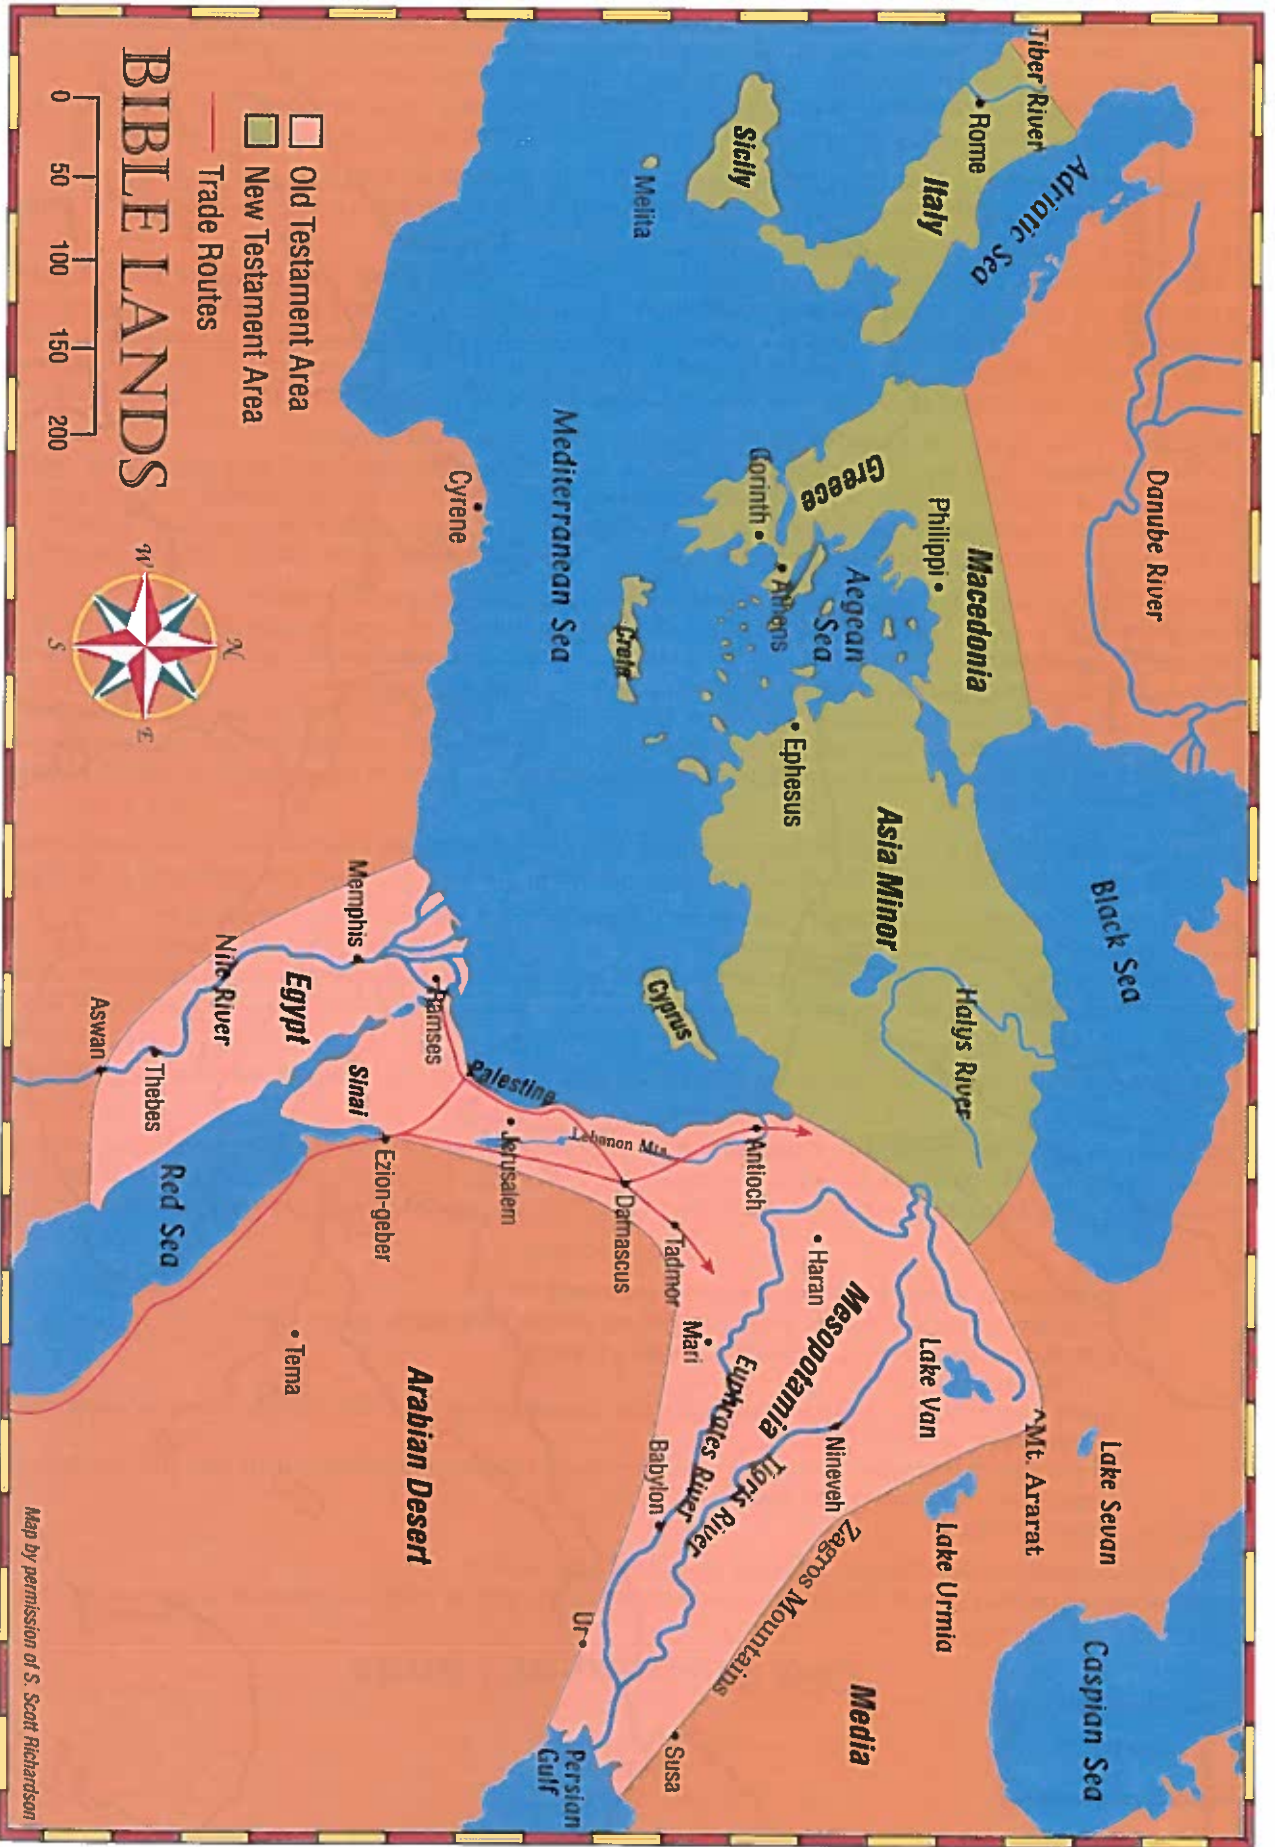 Tiber River
Rome
Italy
Adriatic Sea
Sicily
Melita
Danube River
Macedonia
Philippi
Greece
Corinth
Athens
Aegean
Sea
Crete
Mediterranean Sea
Cyrene
Ephesus
Asia Minor
Black Sea
Halys River
Cyprus
Antioch
Haran
Mesopotamia
Lake Van
Mt. Ararat
Lake Sevan
Lake Urmia
Caspian Sea
Media
Nineveh
Zagros Mountains
Tigris River
Euphrates River
Mari
Tadmor
Damascus
Lebanon Mts.
Palestine
Jerusalem
Babylon
Ur
Susa
Persian
Gulf
Arabian Desert
Tema
Ezion-geber
Sinai
Ramses
Memphis
Egypt
Nile River
Thebes
Aswan
Red Sea
Old Testament Area
New Testament Area
Trade Routes
BIBLE LANDS
0 50 100 150 200
N
W
E
S
Map by permission of S. Scott Richardson